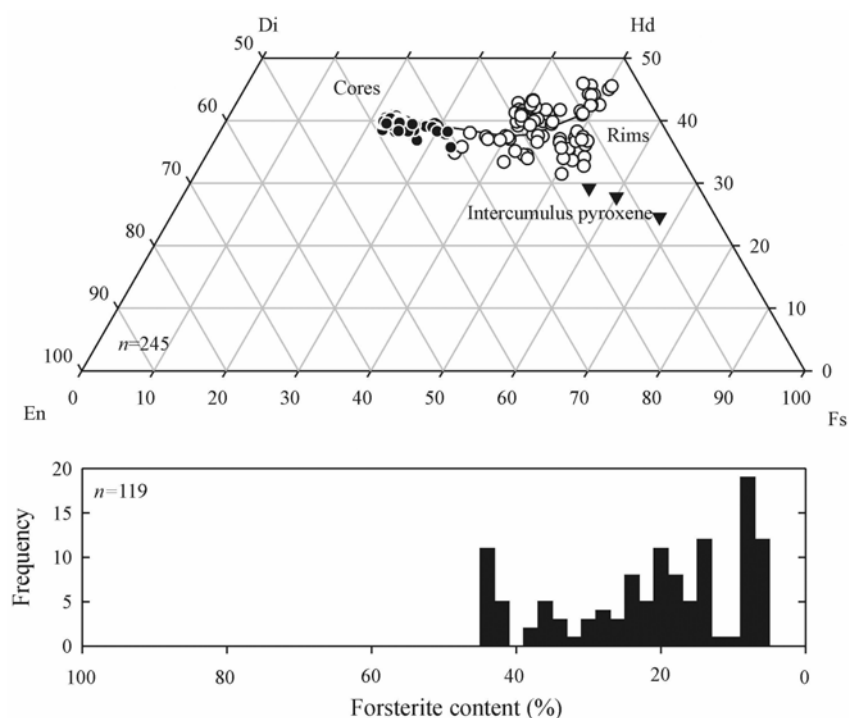 Di Hd
50 50
Cores
60 40
Rims
70 30
Intercumulus pyroxene
80 20
90 10
n=245
100 0
0 10 20 30 40 50 60 70 80 90 100
En Fs
20
n=119
15
10
5
0
Frequency
100 80 60 40 20 0
Forsterite content (%)